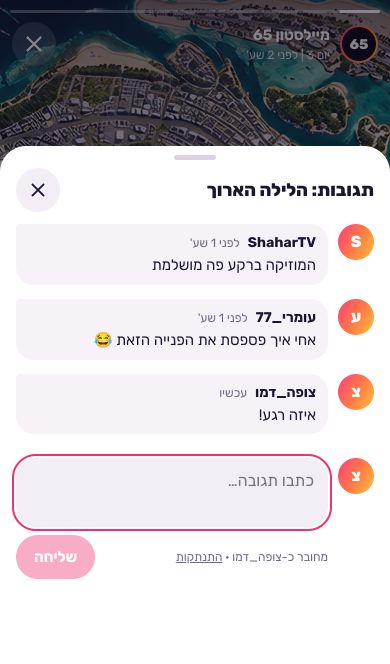 מיילסטון 65
יום 3 | לפני 2 שע'
65
תגובות: הלילה הארוך
S
ShaharTV לפני 1 שע'
המוזיקה ברקע פה מושלמת
ע
עומרי_77 לפני 1 שע'
אחי איך פספסת את הפנייה הזאת 😂
צ
צופה_דמו עכשיו
איזה רגע!
צ
כתבו תגובה...
מחובר כ-צופה_דמו • התנתקות
שליחה